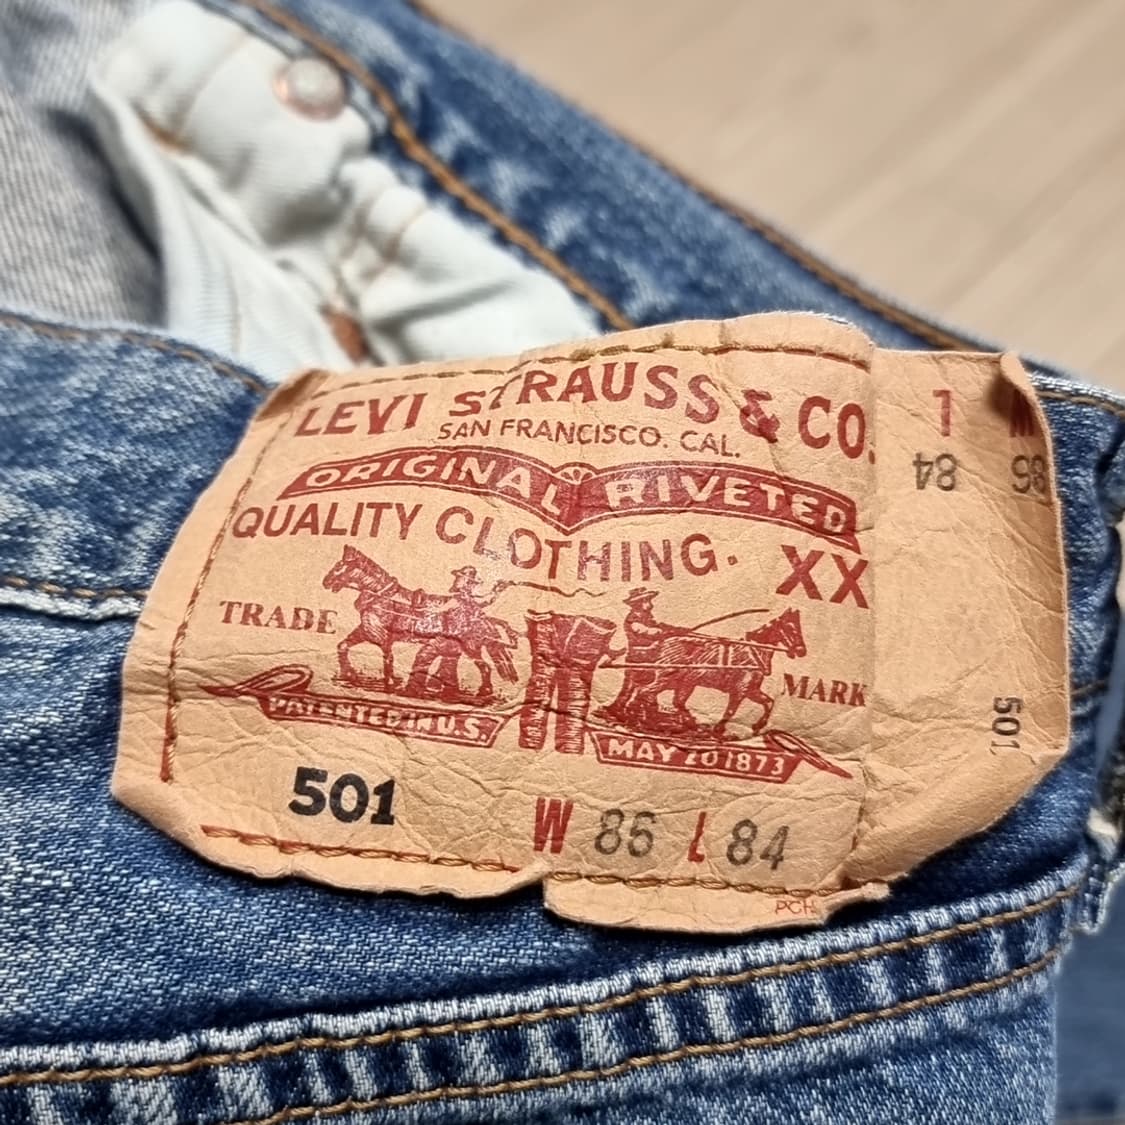 LEVI STRAUSS & CO.
SAN FRANCISCO. CAL.
ORIGINAL RIVETED
QUALITY CLOTHING. XX
TRADE MARK
PATENTED IN U.S. MAY 20 1873
501 W 86 L 84
L W
84 86
501